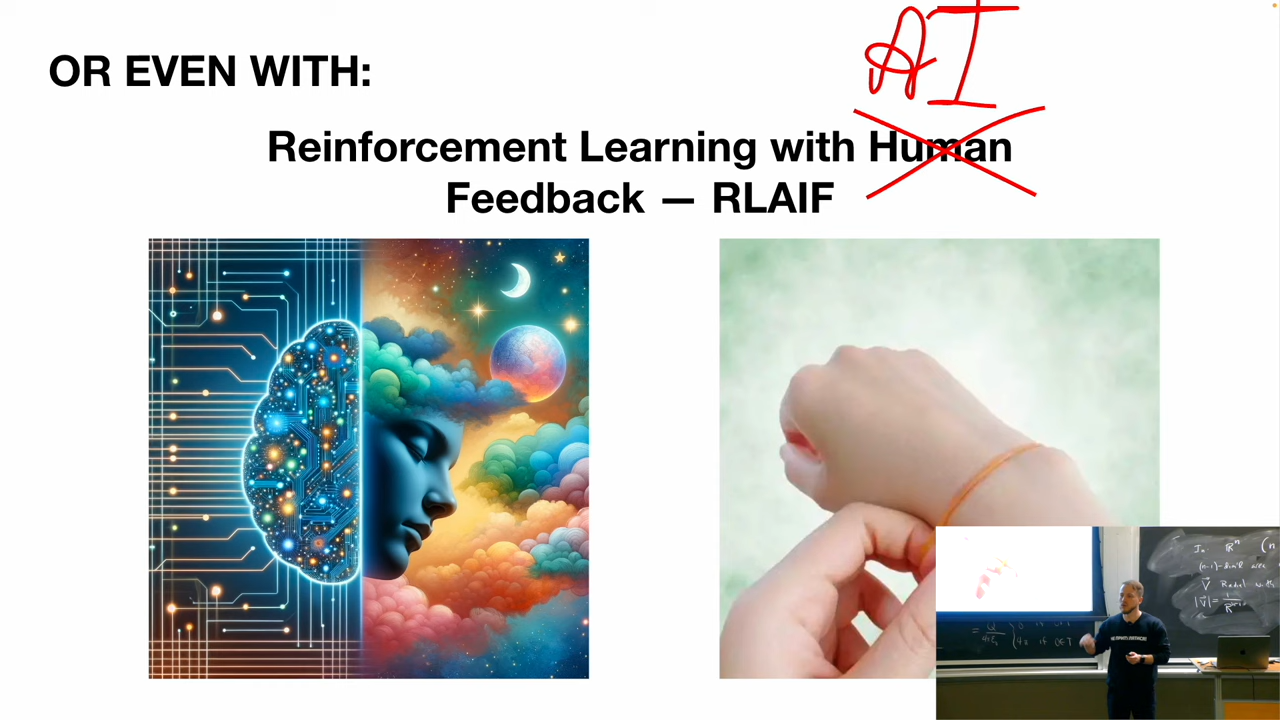 OR EVEN WITH:
AI
Reinforcement Learning with Human
Feedback — RLAIF